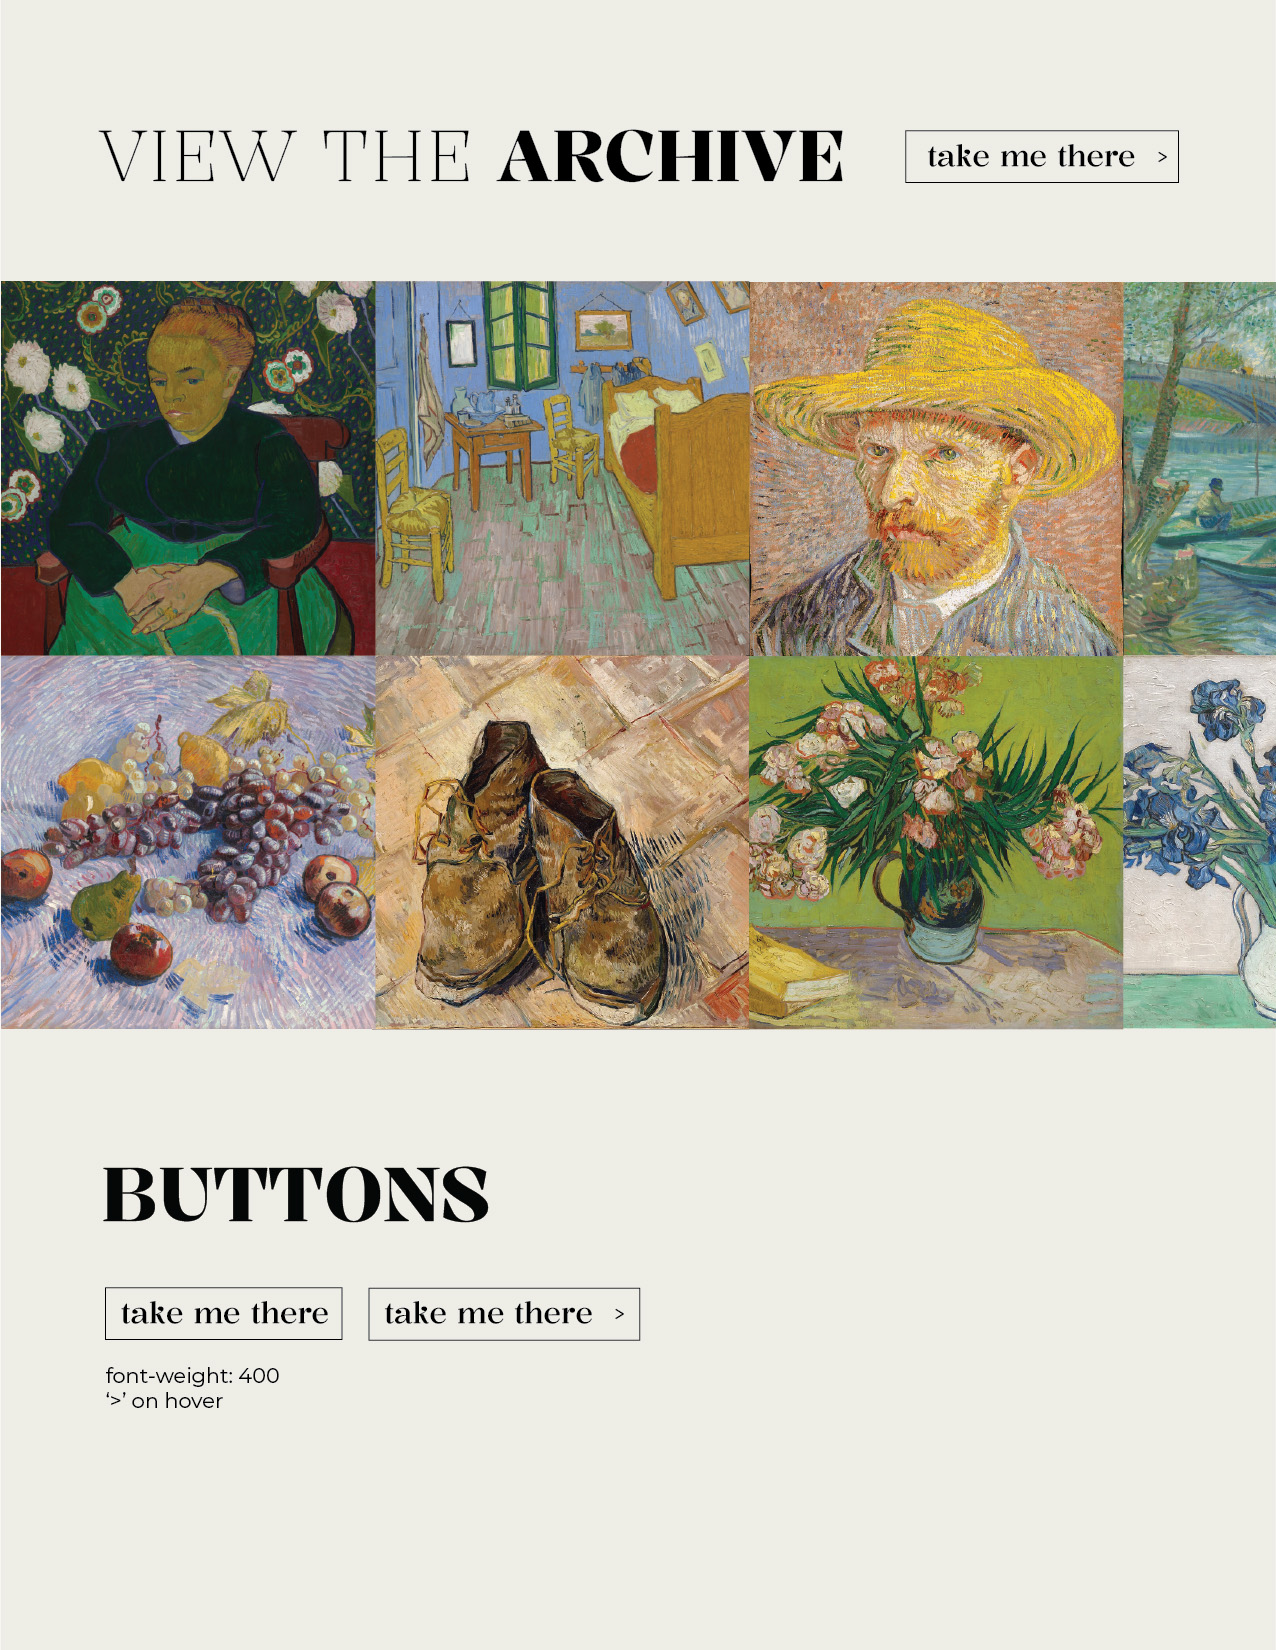 VIEW THE ARCHIVE
take me there >
BUTTONS
take me there
take me there >
font-weight: 400
‘>’ on hover